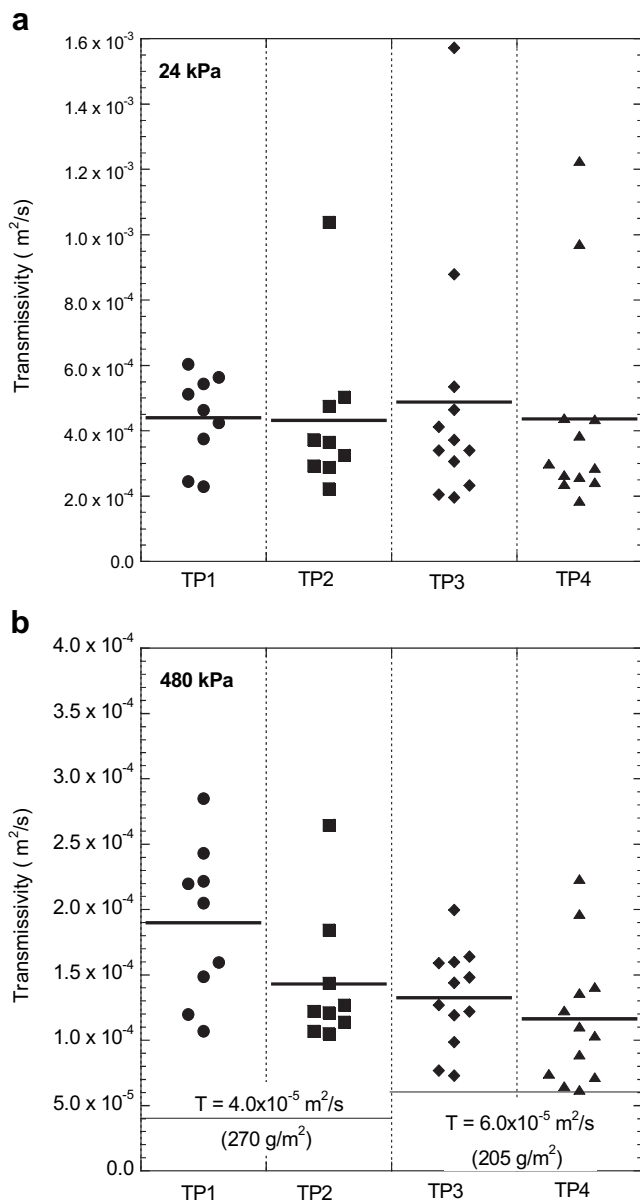 a
1.6 x 10⁻³
24 kPa
1.4 x 10⁻³
1.2 x 10⁻³
1.0 x 10⁻³
8.0 x 10⁻⁴
6.0 x 10⁻⁴
4.0 x 10⁻⁴
2.0 x 10⁻⁴
0.0
Transmissivity ( m²/s)
TP1 TP2 TP3 TP4
b
4.0 x 10⁻⁴
480 kPa
3.5 x 10⁻⁴
3.0 x 10⁻⁴
2.5 x 10⁻⁴
2.0 x 10⁻⁴
1.5 x 10⁻⁴
1.0 x 10⁻⁴
5.0 x 10⁻⁵
0.0
Transmissivity ( m²/s)
T = 4.0x10⁻⁵ m²/s
(270 g/m²)
T = 6.0x10⁻⁵ m²/s
(205 g/m²)
TP1 TP2 TP3 TP4